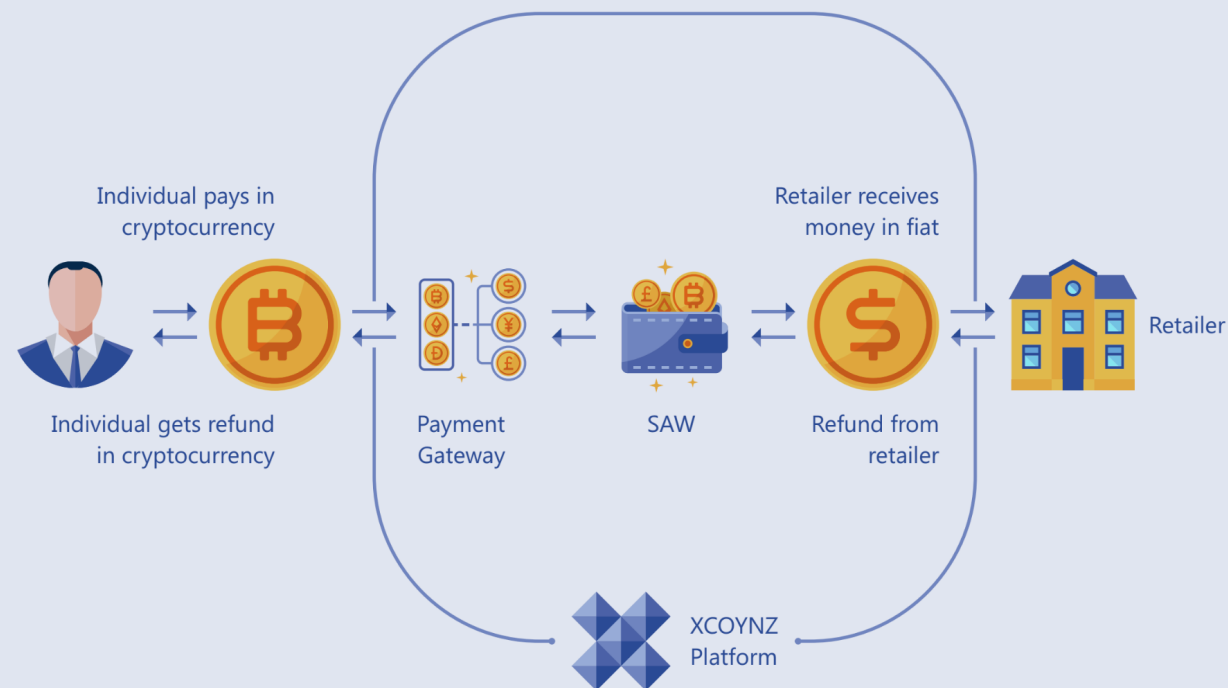 Individual pays in
cryptocurrency
Individual gets refund
in cryptocurrency
Payment
Gateway
SAW
Retailer receives
money in fiat
Refund from
retailer
Retailer
XCOYNZ
Platform